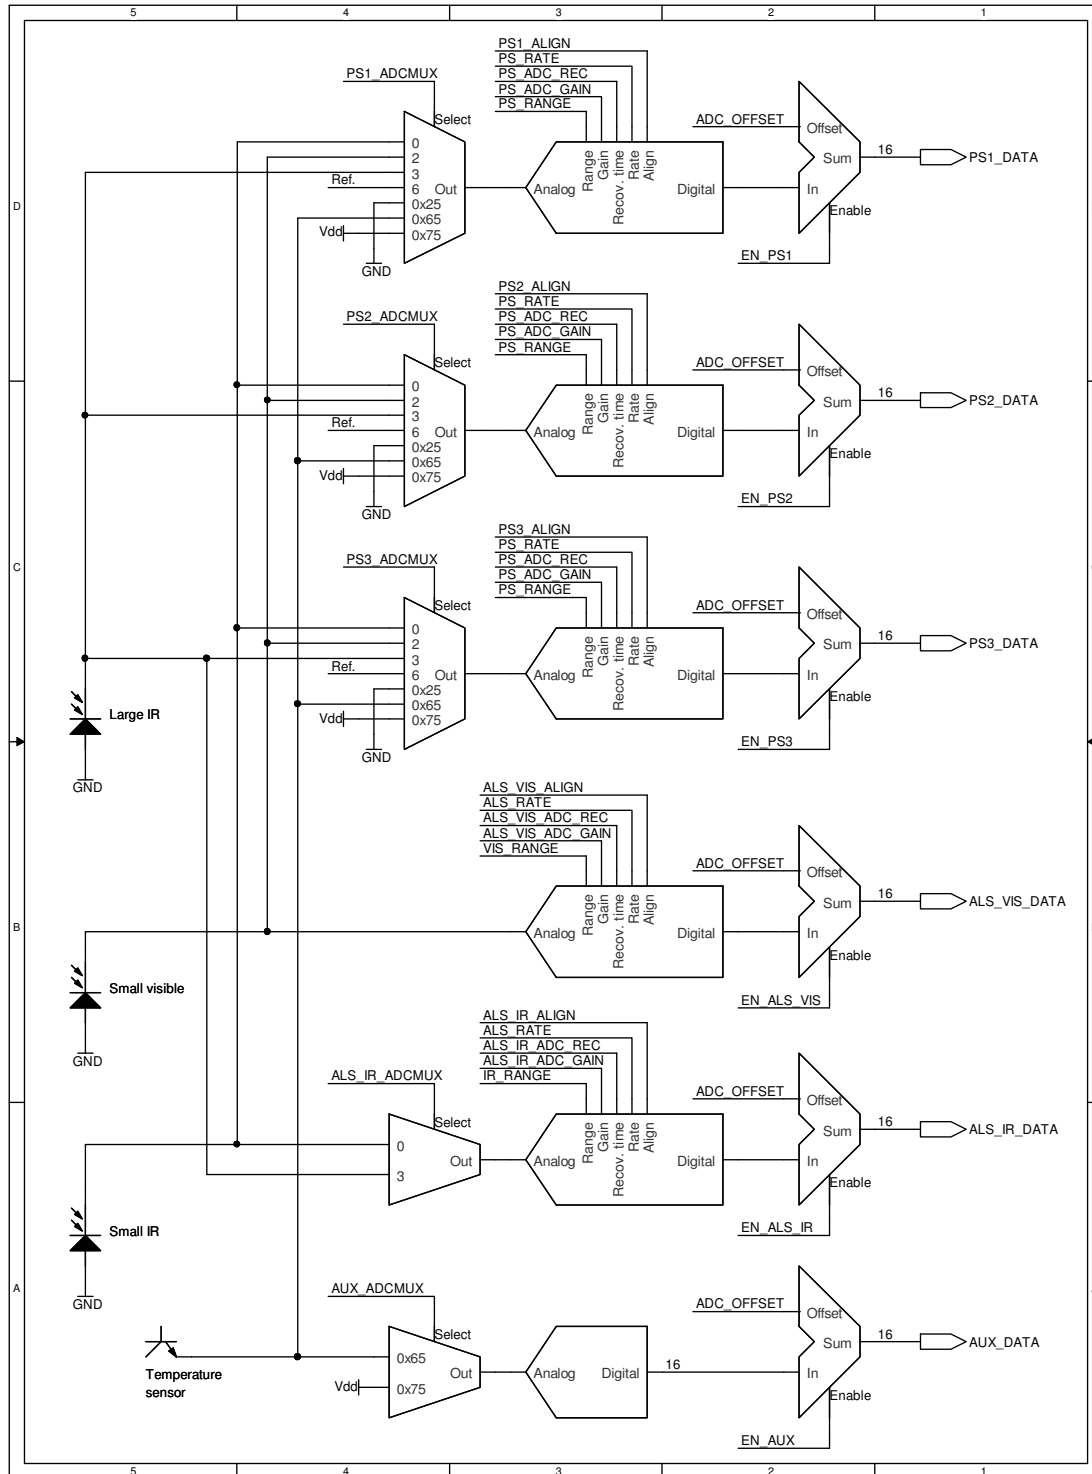 5 4 3 2 1
PS1_ALIGN
PS_RATE
PS_ADC_REC
PS_ADC_GAIN
PS_RANGE
PS1_ADCMUX
Select
0
2
3
Ref.
6
Out
0x25
0x65
Vdd
0x75
GND
Analog
Range
Gain
Recov. time
Rate
Align
Digital
ADC_OFFSET
Offset
Sum
In
Enable
EN_PS1
16
PS1_DATA
D
PS2_ALIGN
PS_RATE
PS_ADC_REC
PS_ADC_GAIN
PS_RANGE
PS2_ADCMUX
Select
0
2
3
Ref.
6
Out
0x25
0x65
Vdd
0x75
GND
Analog
Range
Gain
Recov. time
Rate
Align
Digital
ADC_OFFSET
Offset
Sum
In
Enable
EN_PS2
16
PS2_DATA
C
PS3_ALIGN
PS_RATE
PS_ADC_REC
PS_ADC_GAIN
PS_RANGE
PS3_ADCMUX
Select
0
2
3
Ref.
6
Out
0x25
0x65
Vdd
0x75
GND
Analog
Range
Gain
Recov. time
Rate
Align
Digital
ADC_OFFSET
Offset
Sum
In
Enable
EN_PS3
16
PS3_DATA
Large IR
GND
ALS_VIS_ALIGN
ALS_RATE
ALS_VIS_ADC_REC
ALS_VIS_ADC_GAIN
VIS_RANGE
Analog
Range
Gain
Recov. time
Rate
Align
Digital
ADC_OFFSET
Offset
Sum
In
Enable
EN_ALS_VIS
16
ALS_VIS_DATA
B
Small visible
GND
ALS_IR_ALIGN
ALS_RATE
ALS_IR_ADC_REC
ALS_IR_ADC_GAIN
IR_RANGE
ALS_IR_ADCMUX
Select
0
3
Out
Analog
Range
Gain
Recov. time
Rate
Align
Digital
ADC_OFFSET
Offset
Sum
In
Enable
EN_ALS_IR
16
ALS_IR_DATA
Small IR
GND
A
AUX_ADCMUX
Select
0x65
Out
Vdd
0x75
Temperature
sensor
Analog
Digital
16
ADC_OFFSET
Offset
Sum
In
Enable
EN_AUX
16
AUX_DATA
5 4 3 2 1